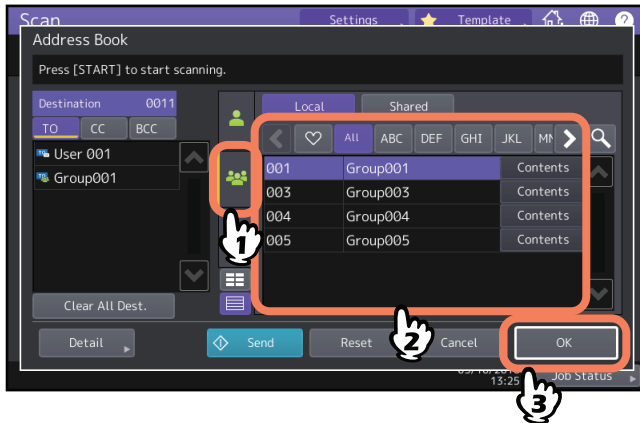 Scan Settings Template ?
Address Book
Press [START] to start scanning.
Destination 0011
TO CC BCC
User 001
Group001
Clear All Dest.
Local Shared
All ABC DEF GHI JKL
001 Group001 Contents
003 Group003 Contents
004 Group004 Contents
005 Group005 Contents
Detail Send Reset Cancel OK
13:25 Job Status
1
2
3